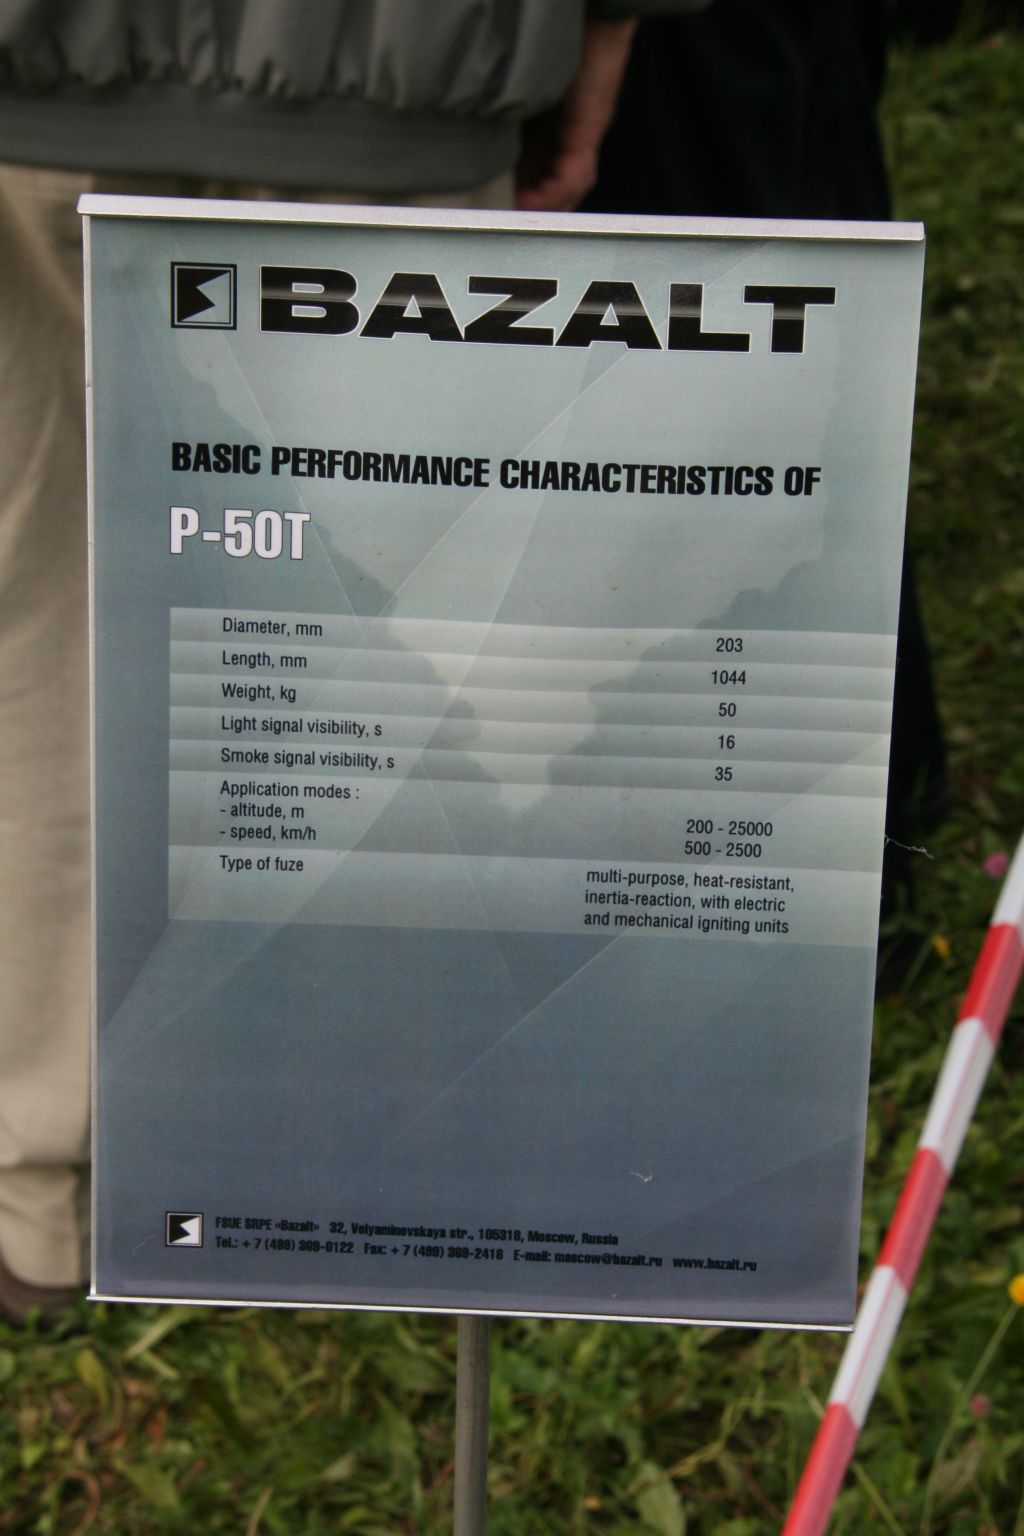 BAZALT
BASIC PERFORMANCE CHARACTERISTICS OF
P-50T
Diameter, mm 203
Length, mm 1044
Weight, kg 50
Light signal visibility, s 16
Smoke signal visibility, s 35
Application modes :
- altitude, m 200 - 25000
- speed, km/h 500 - 2500
Type of fuze multi-purpose, heat-resistant,
inertia-reaction, with electric
and mechanical igniting units
FSUE SRPE «Bazalt» 32, Velyaminovskaya str., 105318, Moscow, Russia
Tel.: + 7 (499) 369-0122 Fax: + 7 (499) 369-2418 E-mail: moscow@bazalt.ru www.bazalt.ru